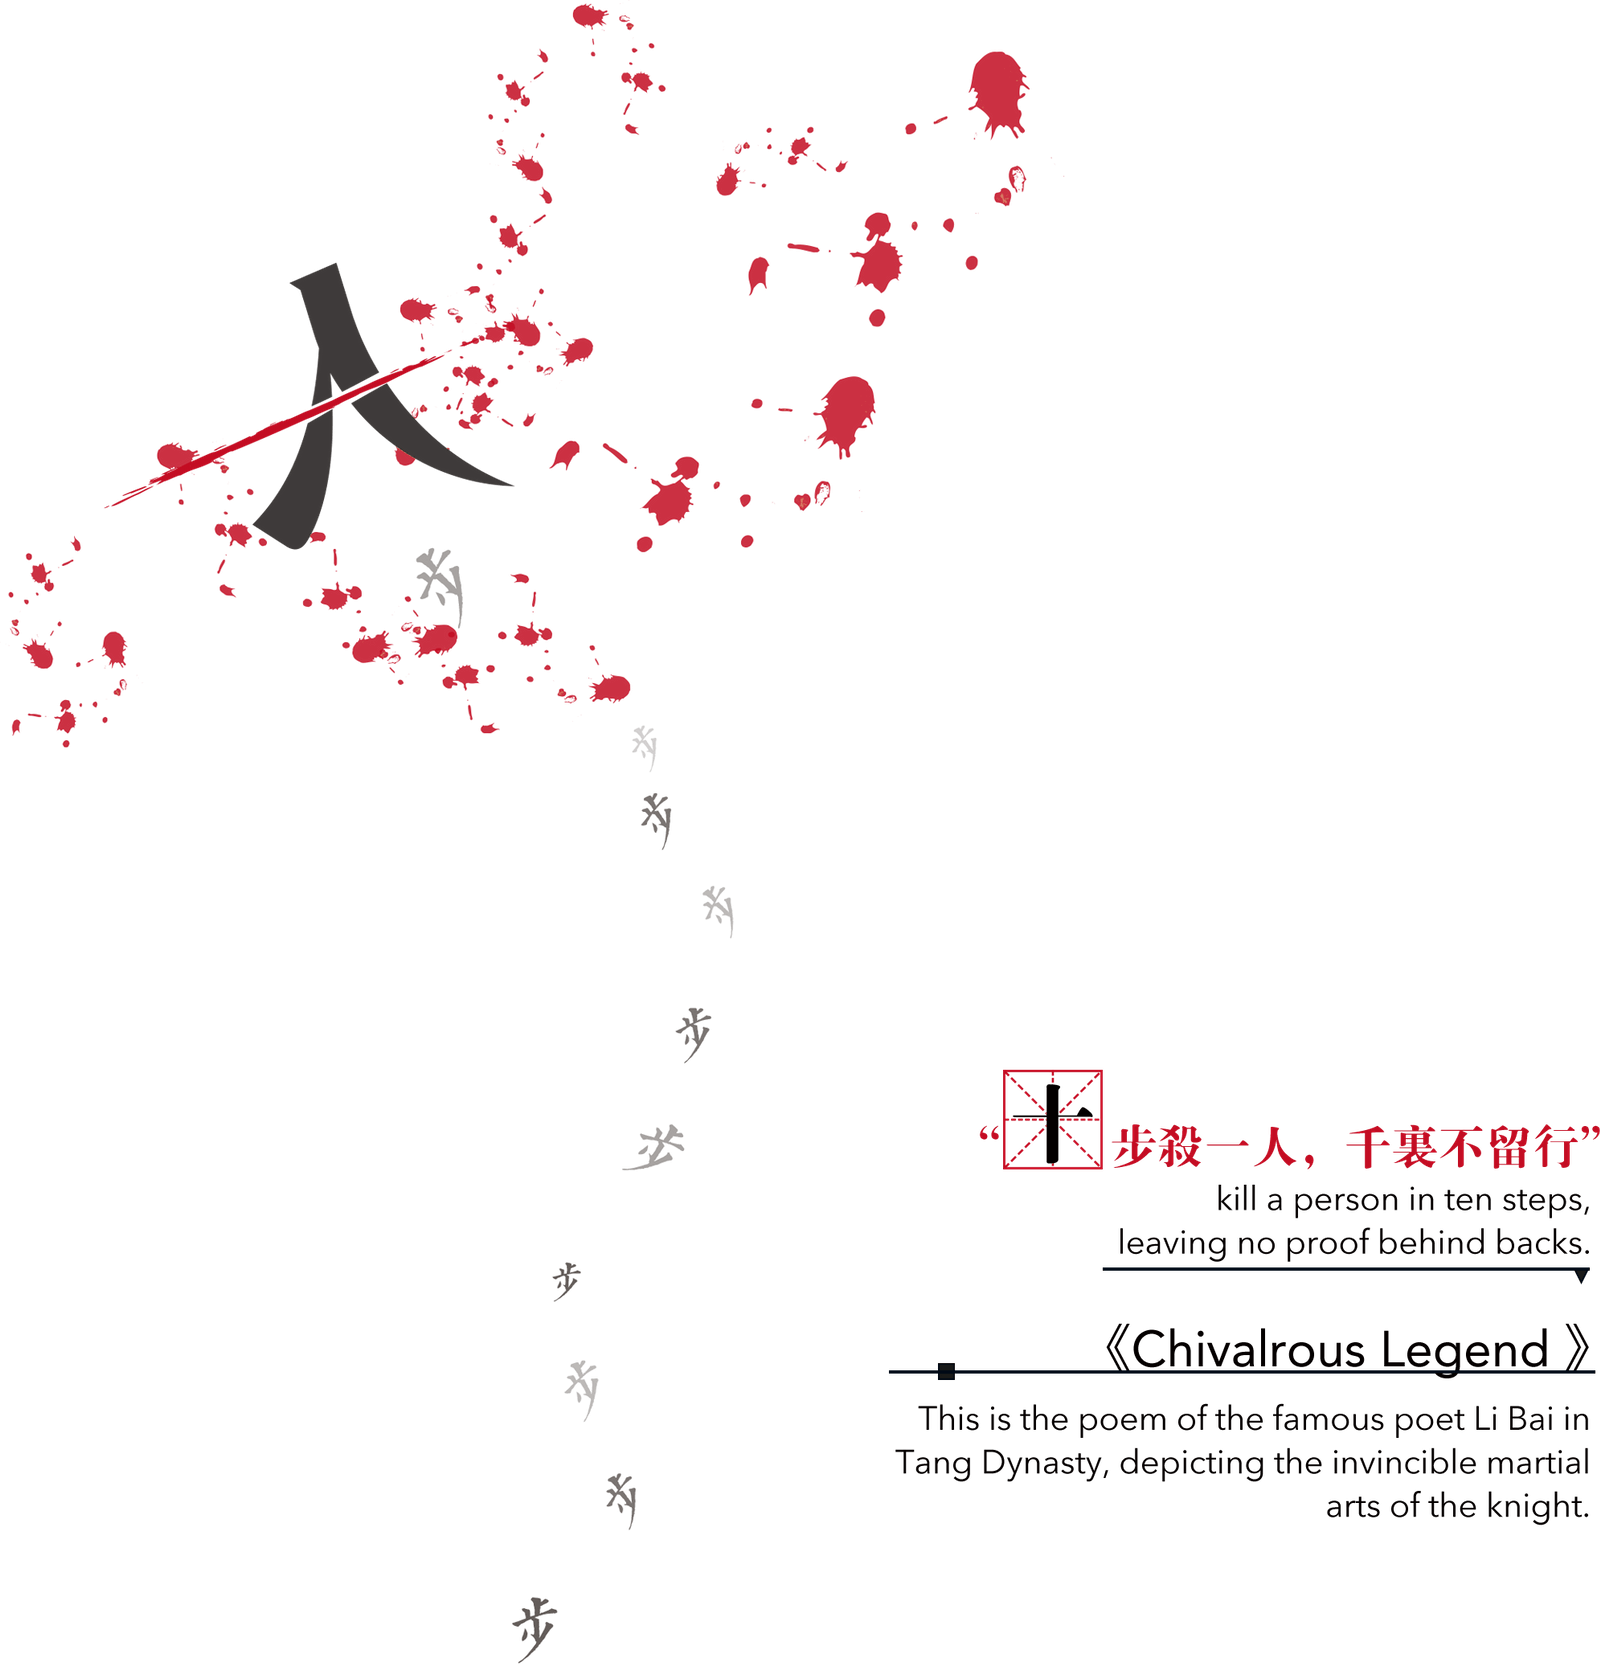 人
步
步
步
步
步
步
步
步
步
步
“十步殺一人，千裏不留行”
kill a person in ten steps,
leaving no proof behind backs.
《Chivalrous Legend 》
This is the poem of the famous poet Li Bai in
Tang Dynasty, depicting the invincible martial
arts of the knight.